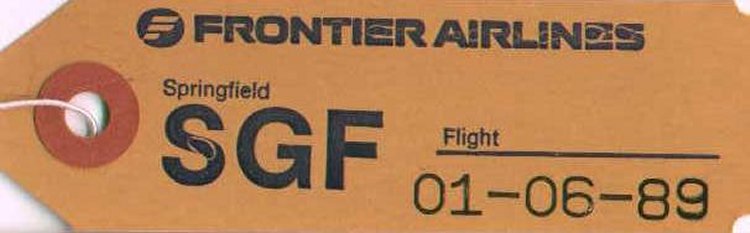 FRONTIER AIRLINES
Springfield
SGF
Flight
01-06-89